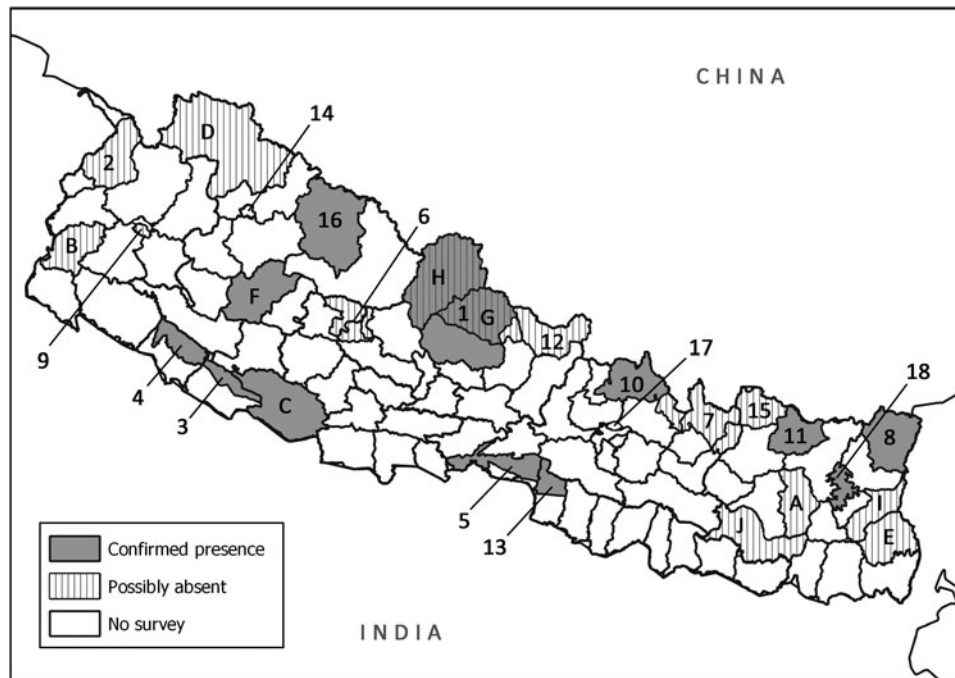 CHINA
14
D
2
6
16
B
H
F
1
G
12
17
9
18
10
4
7
15
3
C
11
8
A
I
5
J
E
13
Confirmed presence
Possibly absent
No survey
INDIA